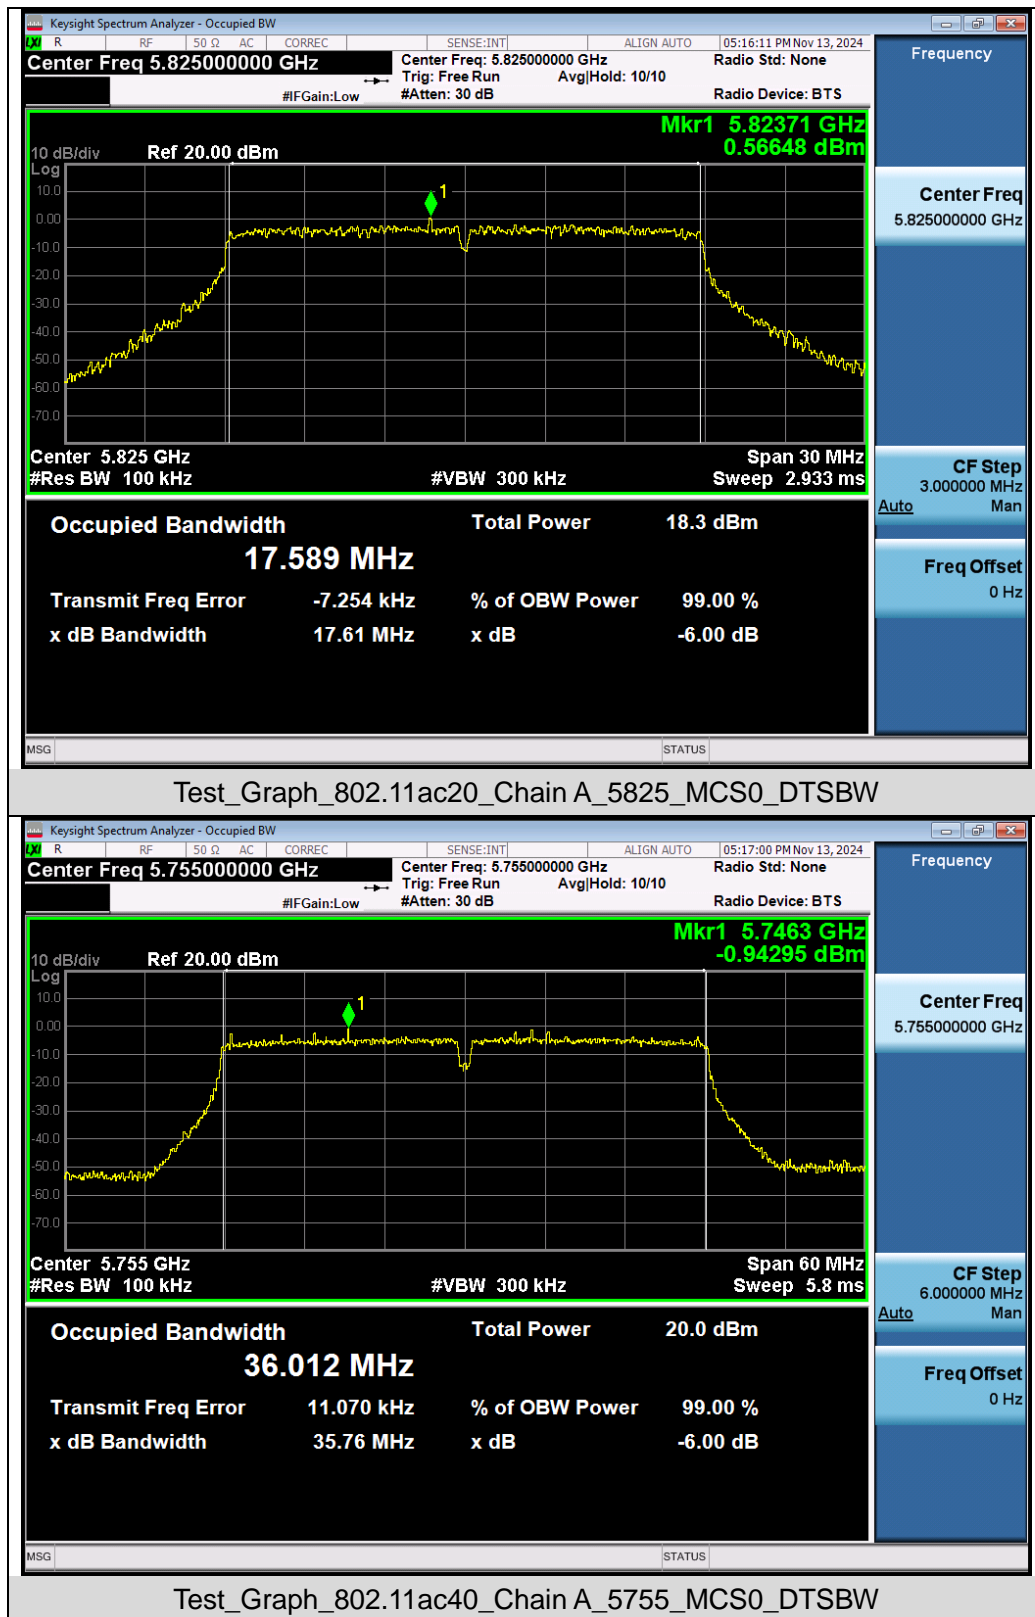 Keysight Spectrum Analyzer - Occupied BW
LXI R RF 50 Ω AC CORREC SENSE:INT ALIGN AUTO 05:16:11 PM Nov 13, 2024
Center Freq 5.825000000 GHz
Center Freq: 5.825000000 GHz
Radio Std: None
Trig: Free Run Avg|Hold: 10/10
#IFGain:Low
#Atten: 30 dB
Radio Device: BTS
Frequency
Mkr1 5.82371 GHz
0.56648 dBm
10 dB/div Ref 20.00 dBm
Log
10.0
0.00
-10.0
-20.0
-30.0
-40.0
-50.0
-60.0
-70.0
1
Center Freq
5.825000000 GHz
Center 5.825 GHz Span 30 MHz
#Res BW 100 kHz #VBW 300 kHz Sweep 2.933 ms
CF Step
3.000000 MHz
Auto Man
Occupied Bandwidth Total Power 18.3 dBm
17.589 MHz
Freq Offset
0 Hz
Transmit Freq Error -7.254 kHz % of OBW Power 99.00 %
x dB Bandwidth 17.61 MHz x dB -6.00 dB
MSG STATUS
Test_Graph_802.11ac20_Chain A_5825_MCS0_DTSBW
Keysight Spectrum Analyzer - Occupied BW
LXI R RF 50 Ω AC CORREC SENSE:INT ALIGN AUTO 05:17:00 PM Nov 13, 2024
Center Freq 5.755000000 GHz
Center Freq: 5.755000000 GHz
Radio Std: None
Trig: Free Run Avg|Hold: 10/10
#IFGain:Low
#Atten: 30 dB
Radio Device: BTS
Frequency
Mkr1 5.7463 GHz
-0.94295 dBm
10 dB/div Ref 20.00 dBm
Log
10.0
0.00
-10.0
-20.0
-30.0
-40.0
-50.0
-60.0
-70.0
1
Center Freq
5.755000000 GHz
Center 5.755 GHz Span 60 MHz
#Res BW 100 kHz #VBW 300 kHz Sweep 5.8 ms
CF Step
6.000000 MHz
Auto Man
Occupied Bandwidth Total Power 20.0 dBm
36.012 MHz
Freq Offset
0 Hz
Transmit Freq Error 11.070 kHz % of OBW Power 99.00 %
x dB Bandwidth 35.76 MHz x dB -6.00 dB
MSG STATUS
Test_Graph_802.11ac40_Chain A_5755_MCS0_DTSBW